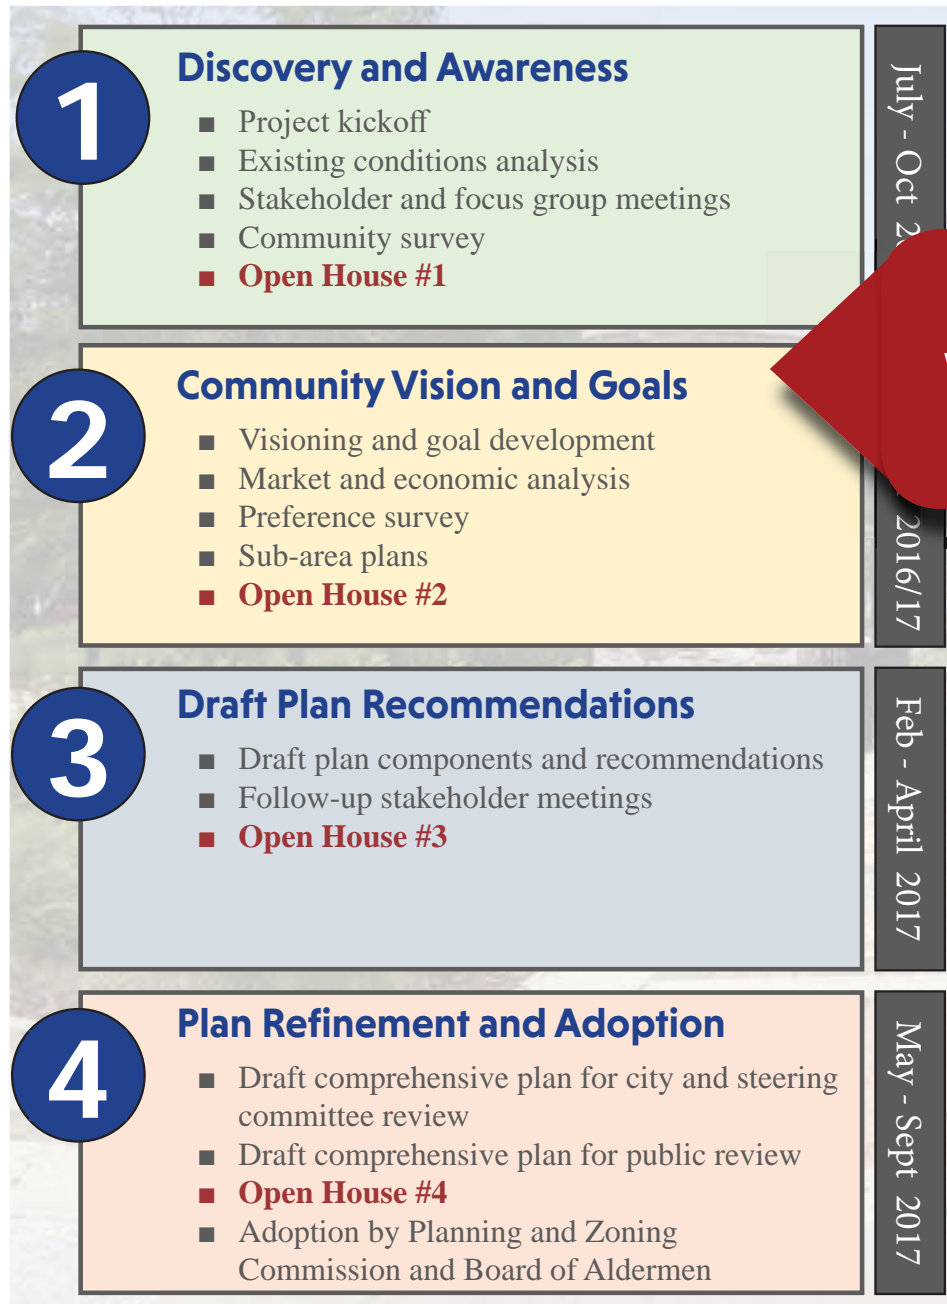 1
Discovery and Awareness
■ Project kickoff
■ Existing conditions analysis
■ Stakeholder and focus group meetings
■ Community survey
■ Open House #1
July - Oct
2
Community Vision and Goals
■ Visioning and goal development
■ Market and economic analysis
■ Preference survey
■ Sub-area plans
■ Open House #2
2016/17
3
Draft Plan Recommendations
■ Draft plan components and recommendations
■ Follow-up stakeholder meetings
■ Open House #3
Feb - April 2017
4
Plan Refinement and Adoption
■ Draft comprehensive plan for city and steering
committee review
■ Draft comprehensive plan for public review
■ Open House #4
■ Adoption by Planning and Zoning
Commission and Board of Aldermen
May - Sept 2017